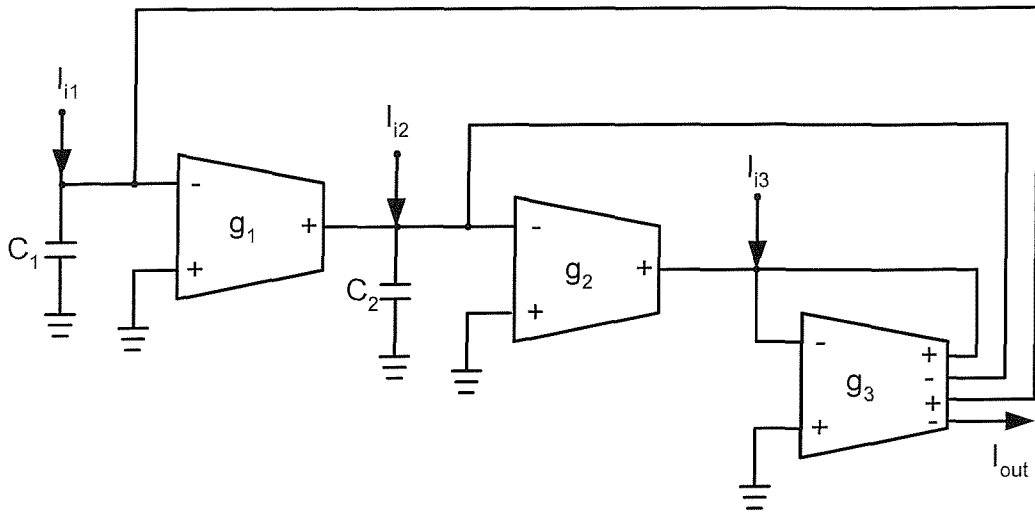 I_i1
I_i2
-
g_1
+
+
C_1
I_i3
-
g_2
+
+
C_2
-
g_3
+
-
+
-
+
I_out